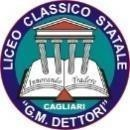 LICEO CLASSICO STATALE
Innovando Tradere
CAGLIARI
"G.M. DETTORI"